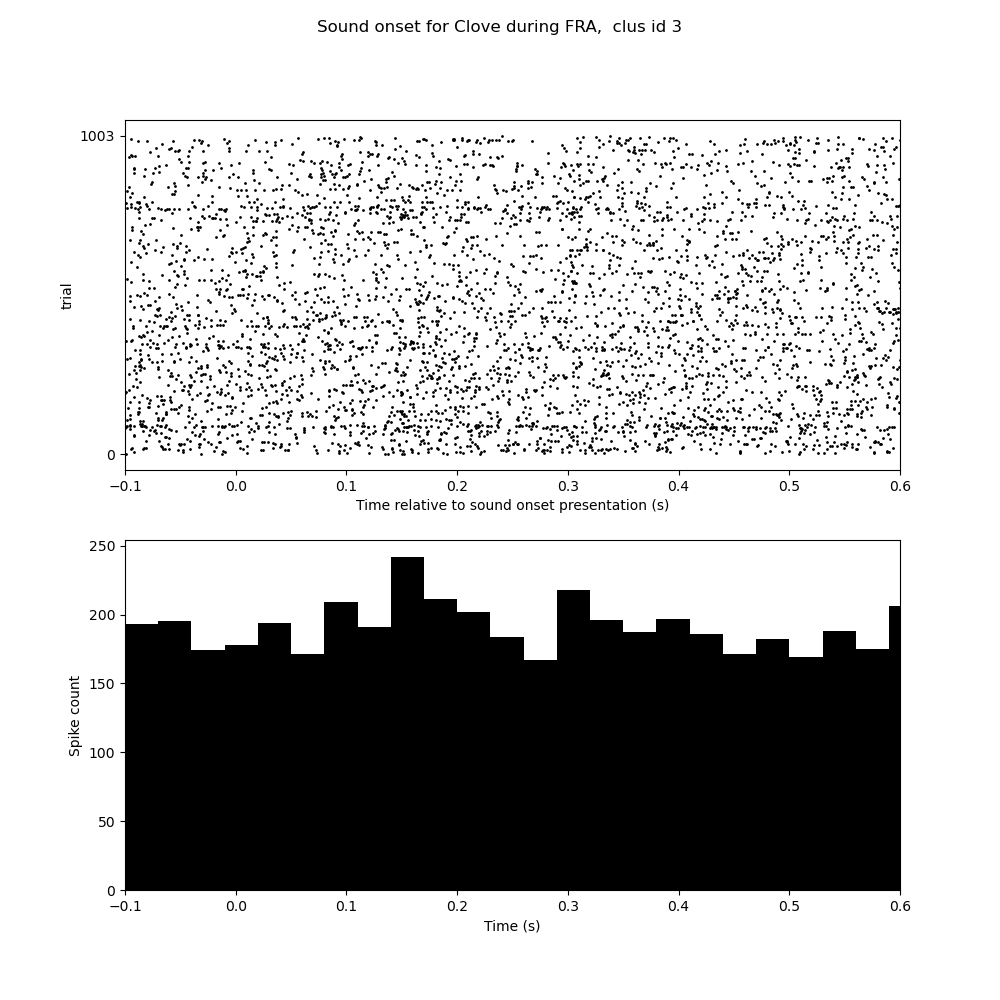 Sound onset for Clove during FRA,  clus id 3
1003
trial
0
−0.1 0.0 0.1 0.2 0.3 0.4 0.5 0.6
Time relative to sound onset presentation (s)
250
200
150
Spike count
100
50
0
−0.1 0.0 0.1 0.2 0.3 0.4 0.5 0.6
Time (s)